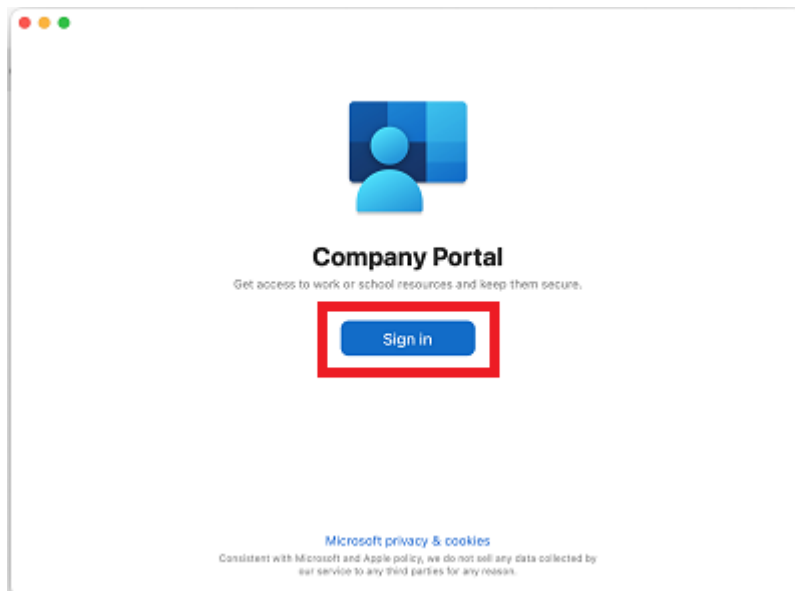 Company Portal
Get access to work or school resources and keep them secure.
Sign in
Microsoft privacy & cookies
Consistent with Microsoft and Apple policy, we do not sell any data collected by
our service to any third parties for any reason.